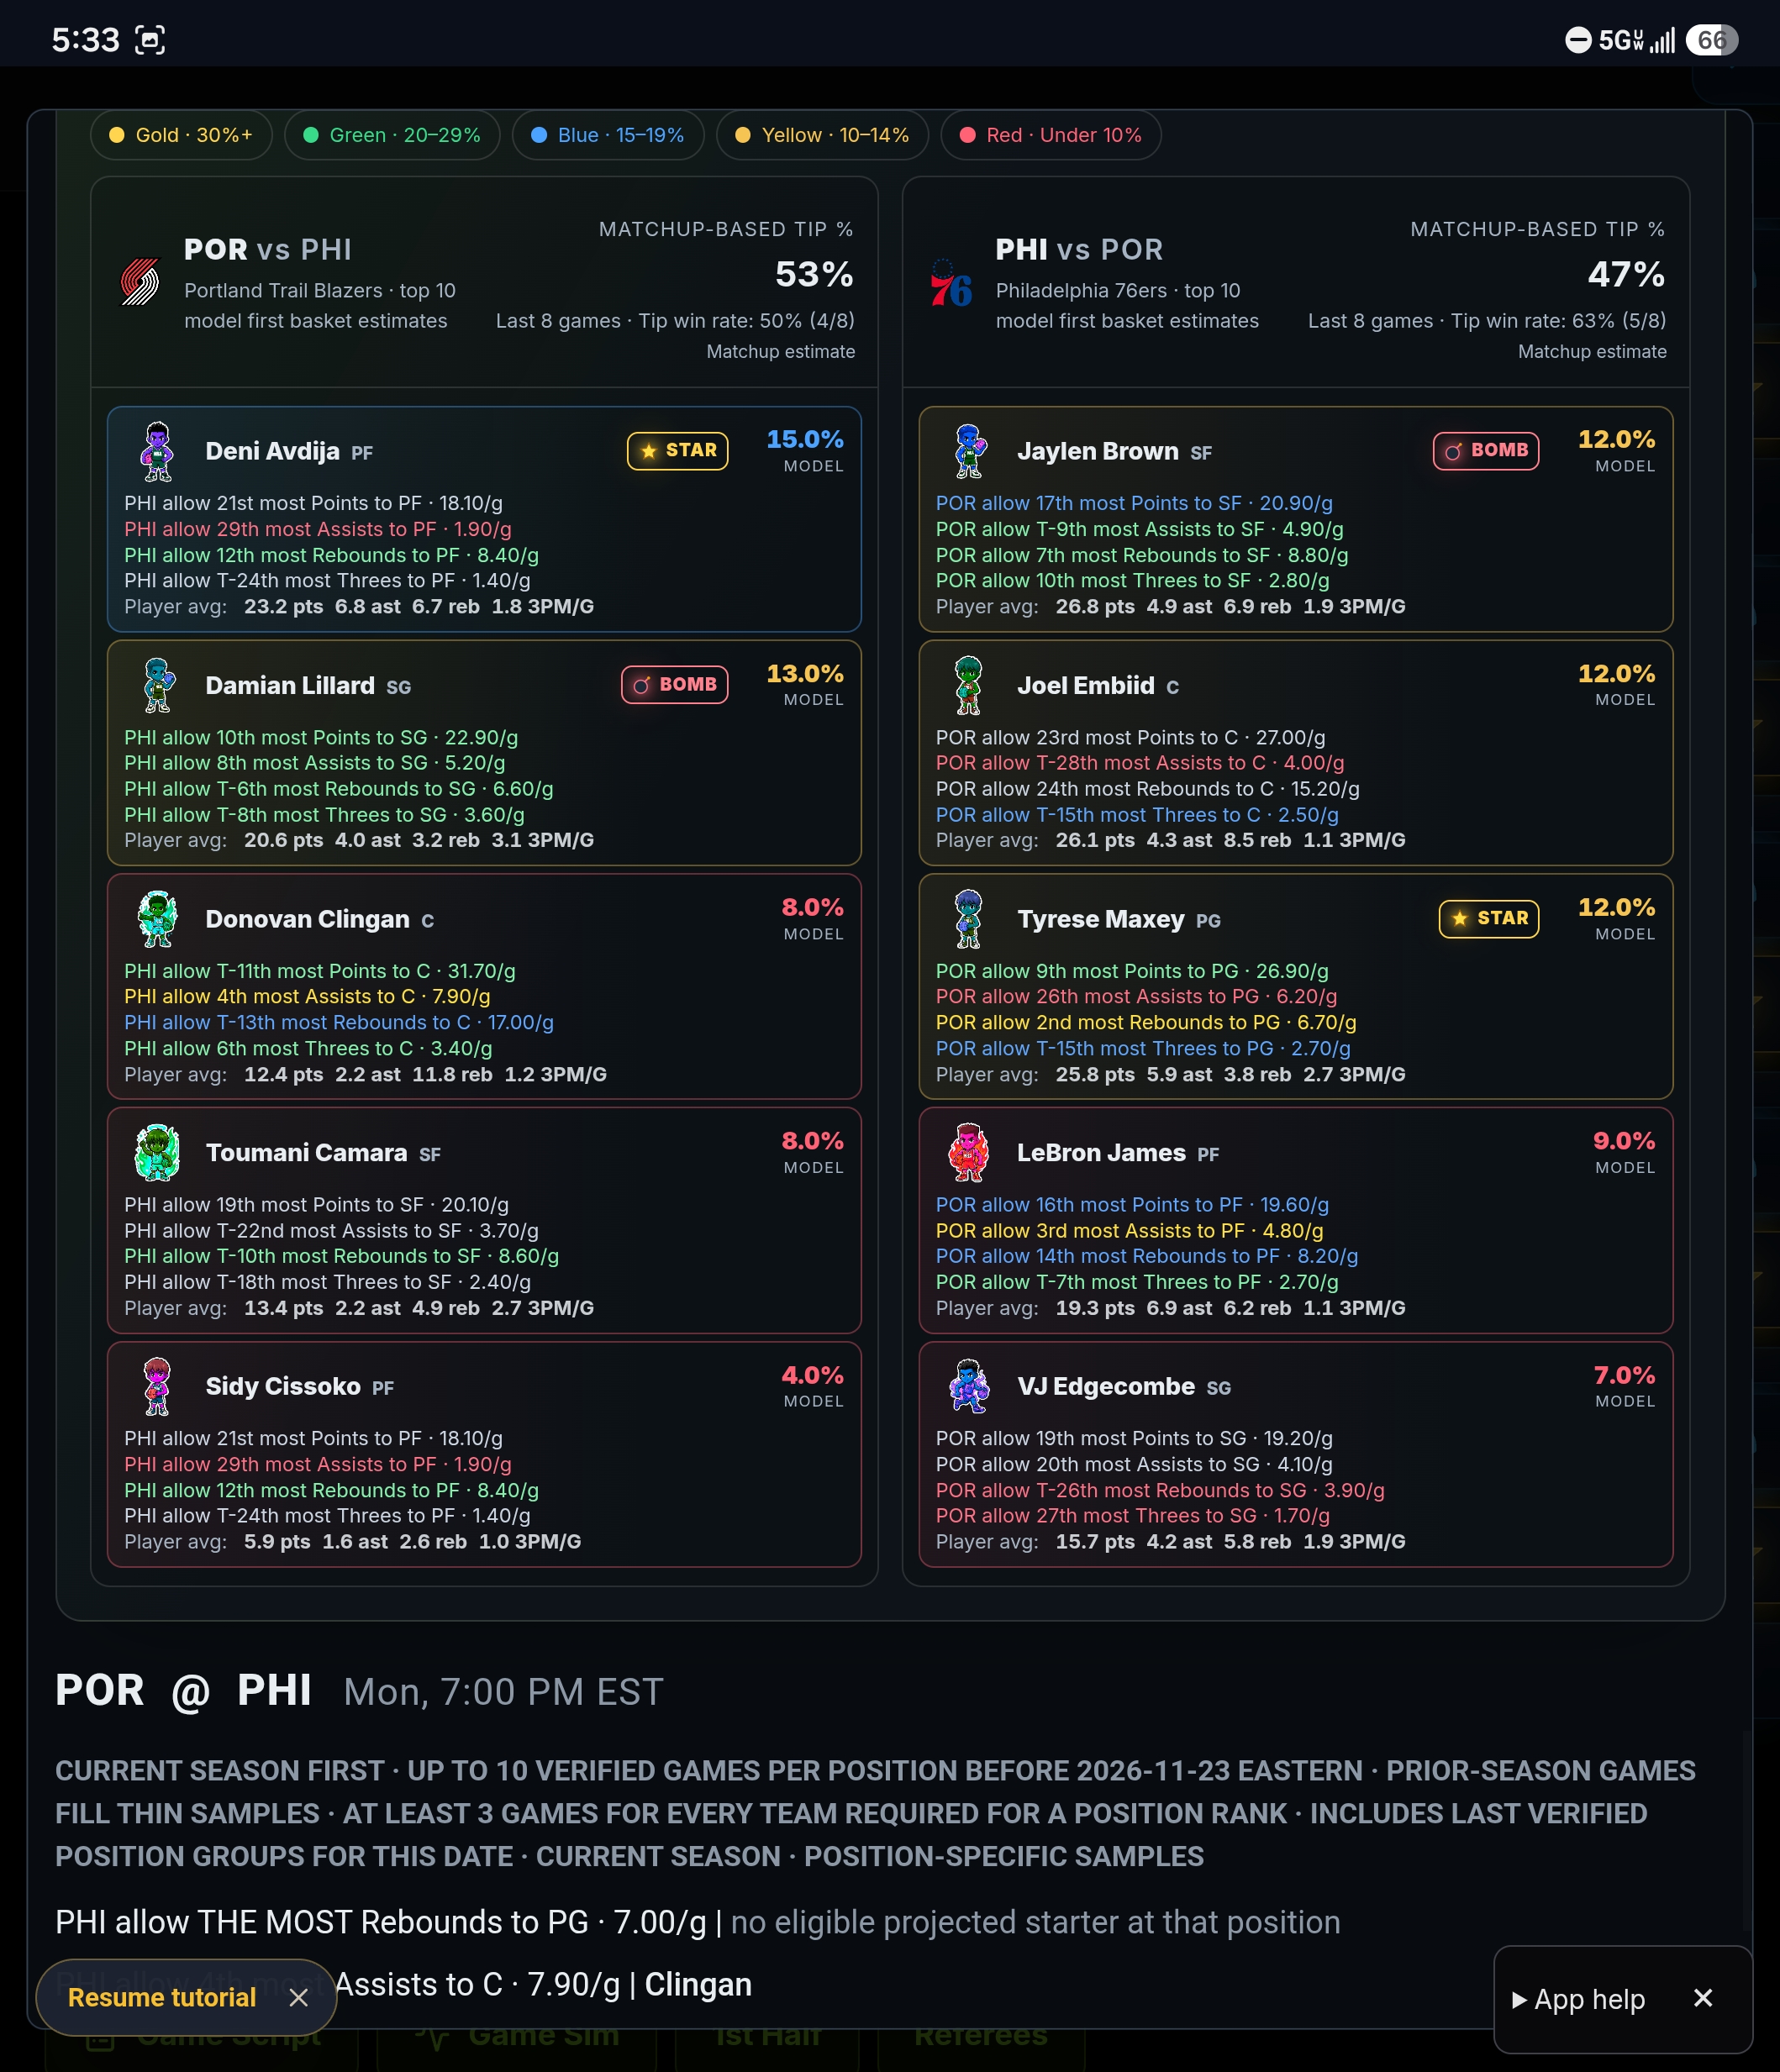 5:33
5G UW 66
Gold · 30%+
Green · 20–29%
Blue · 15–19%
Yellow · 10–14%
Red · Under 10%
POR vs PHI
Portland Trail Blazers · top 10
model first basket estimates
MATCHUP-BASED TIP %
53%
Last 8 games · Tip win rate: 50% (4/8)
Matchup estimate
Deni Avdija PF
STAR
15.0%
MODEL
PHI allow 21st most Points to PF · 18.10/g
PHI allow 29th most Assists to PF · 1.90/g
PHI allow 12th most Rebounds to PF · 8.40/g
PHI allow T-24th most Threes to PF · 1.40/g
Player avg: 23.2 pts 6.8 ast 6.7 reb 1.8 3PM/G
Damian Lillard SG
BOMB
13.0%
MODEL
PHI allow 10th most Points to SG · 22.90/g
PHI allow 8th most Assists to SG · 5.20/g
PHI allow T-6th most Rebounds to SG · 6.60/g
PHI allow T-8th most Threes to SG · 3.60/g
Player avg: 20.6 pts 4.0 ast 3.2 reb 3.1 3PM/G
Donovan Clingan C
8.0%
MODEL
PHI allow T-11th most Points to C · 31.70/g
PHI allow 4th most Assists to C · 7.90/g
PHI allow T-13th most Rebounds to C · 17.00/g
PHI allow 6th most Threes to C · 3.40/g
Player avg: 12.4 pts 2.2 ast 11.8 reb 1.2 3PM/G
Toumani Camara SF
8.0%
MODEL
PHI allow 19th most Points to SF · 20.10/g
PHI allow T-22nd most Assists to SF · 3.70/g
PHI allow T-10th most Rebounds to SF · 8.60/g
PHI allow T-18th most Threes to SF · 2.40/g
Player avg: 13.4 pts 2.2 ast 4.9 reb 2.7 3PM/G
Sidy Cissoko PF
4.0%
MODEL
PHI allow 21st most Points to PF · 18.10/g
PHI allow 29th most Assists to PF · 1.90/g
PHI allow 12th most Rebounds to PF · 8.40/g
PHI allow T-24th most Threes to PF · 1.40/g
Player avg: 5.9 pts 1.6 ast 2.6 reb 1.0 3PM/G
76
PHI vs POR
Philadelphia 76ers · top 10
model first basket estimates
MATCHUP-BASED TIP %
47%
Last 8 games · Tip win rate: 63% (5/8)
Matchup estimate
Jaylen Brown SF
BOMB
12.0%
MODEL
POR allow 17th most Points to SF · 20.90/g
POR allow T-9th most Assists to SF · 4.90/g
POR allow 7th most Rebounds to SF · 8.80/g
POR allow 10th most Threes to SF · 2.80/g
Player avg: 26.8 pts 4.9 ast 6.9 reb 1.9 3PM/G
Joel Embiid C
12.0%
MODEL
POR allow 23rd most Points to C · 27.00/g
POR allow T-28th most Assists to C · 4.00/g
POR allow 24th most Rebounds to C · 15.20/g
POR allow T-15th most Threes to C · 2.50/g
Player avg: 26.1 pts 4.3 ast 8.5 reb 1.1 3PM/G
Tyrese Maxey PG
STAR
12.0%
MODEL
POR allow 9th most Points to PG · 26.90/g
POR allow 26th most Assists to PG · 6.20/g
POR allow 2nd most Rebounds to PG · 6.70/g
POR allow T-15th most Threes to PG · 2.70/g
Player avg: 25.8 pts 5.9 ast 3.8 reb 2.7 3PM/G
LeBron James PF
9.0%
MODEL
POR allow 16th most Points to PF · 19.60/g
POR allow 3rd most Assists to PF · 4.80/g
POR allow 14th most Rebounds to PF · 8.20/g
POR allow T-7th most Threes to PF · 2.70/g
Player avg: 19.3 pts 6.9 ast 6.2 reb 1.1 3PM/G
VJ Edgecombe SG
7.0%
MODEL
POR allow 19th most Points to SG · 19.20/g
POR allow 20th most Assists to SG · 4.10/g
POR allow T-26th most Rebounds to SG · 3.90/g
POR allow 27th most Threes to SG · 1.70/g
Player avg: 15.7 pts 4.2 ast 5.8 reb 1.9 3PM/G
POR @ PHI Mon, 7:00 PM EST
CURRENT SEASON FIRST · UP TO 10 VERIFIED GAMES PER POSITION BEFORE 2026-11-23 EASTERN · PRIOR-SEASON GAMES
FILL THIN SAMPLES · AT LEAST 3 GAMES FOR EVERY TEAM REQUIRED FOR A POSITION RANK · INCLUDES LAST VERIFIED
POSITION GROUPS FOR THIS DATE · CURRENT SEASON · POSITION-SPECIFIC SAMPLES
PHI allow THE MOST Rebounds to PG · 7.00/g | no eligible projected starter at that position
PHI allow 4th most Assists to C · 7.90/g | Clingan
Resume tutorial
App help
Game Script
Game Sim
1st Half
Referees